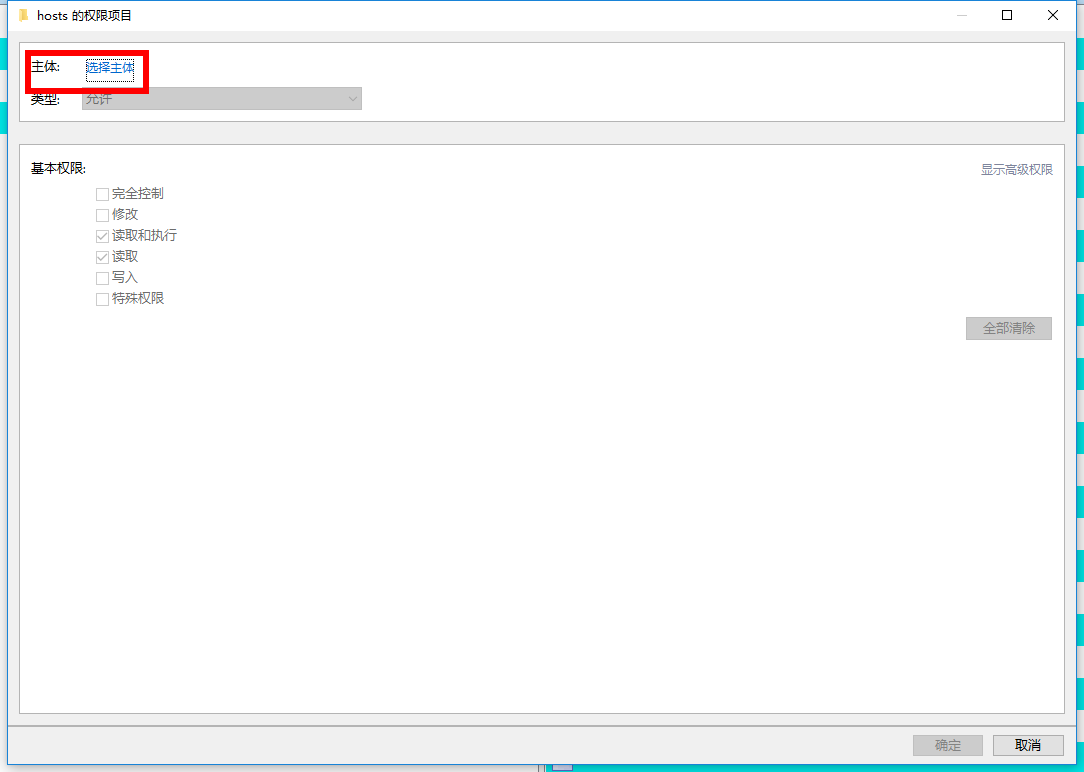 hosts 的权限项目
主体: 选择主体
类型: 允许
基本权限: 显示高级权限
完全控制
修改
读取和执行
读取
写入
特殊权限
全部清除
确定 取消